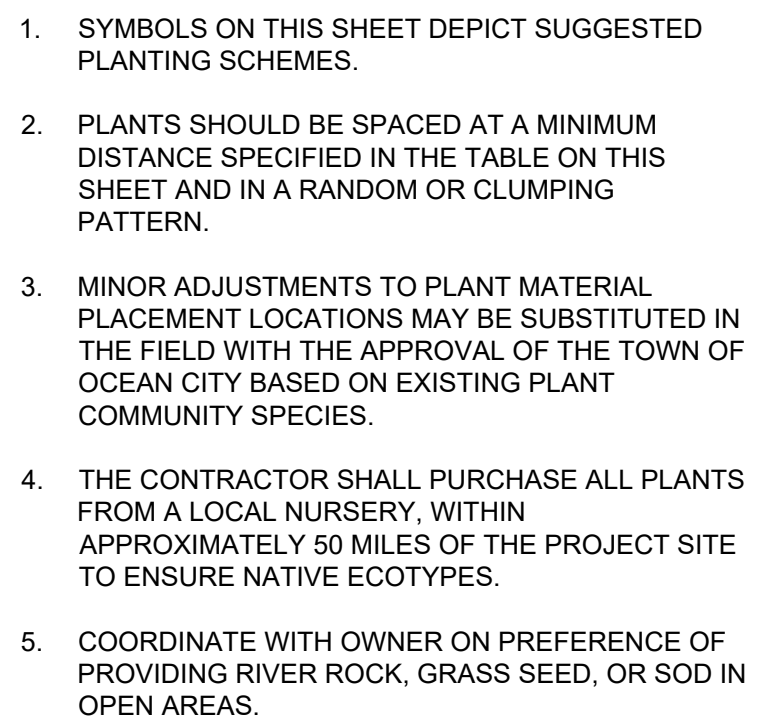 1. SYMBOLS ON THIS SHEET DEPICT SUGGESTED
PLANTING SCHEMES.
2. PLANTS SHOULD BE SPACED AT A MINIMUM
DISTANCE SPECIFIED IN THE TABLE ON THIS
SHEET AND IN A RANDOM OR CLUMPING
PATTERN.
3. MINOR ADJUSTMENTS TO PLANT MATERIAL
PLACEMENT LOCATIONS MAY BE SUBSTITUTED IN
THE FIELD WITH THE APPROVAL OF THE TOWN OF
OCEAN CITY BASED ON EXISTING PLANT
COMMUNITY SPECIES.
4. THE CONTRACTOR SHALL PURCHASE ALL PLANTS
FROM A LOCAL NURSERY, WITHIN
APPROXIMATELY 50 MILES OF THE PROJECT SITE
TO ENSURE NATIVE ECOTYPES.
5. COORDINATE WITH OWNER ON PREFERENCE OF
PROVIDING RIVER ROCK, GRASS SEED, OR SOD IN
OPEN AREAS.